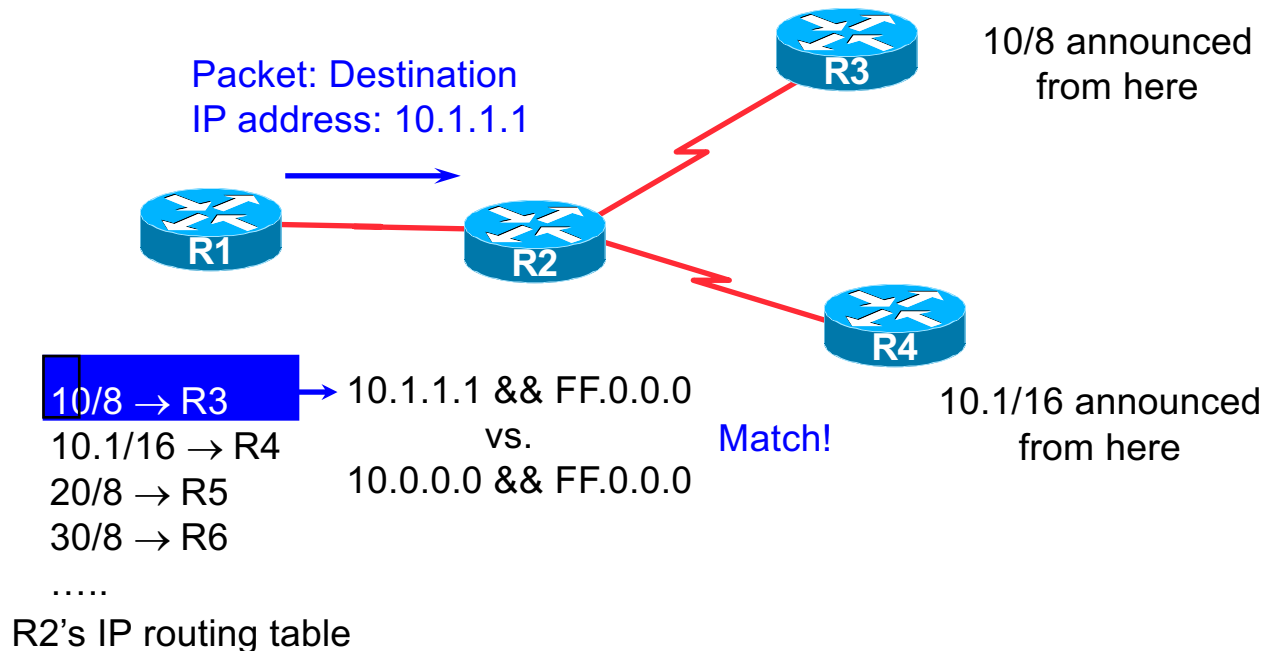 Packet: Destination
IP address: 10.1.1.1
R3
10/8 announced
from here
R1
R2
R4
10.1/16 announced
from here
10/8 → R3
10.1/16 → R4
20/8 → R5
30/8 → R6
…..
R2’s IP routing table
10.1.1.1 && FF.0.0.0
vs.
10.0.0.0 && FF.0.0.0
Match!